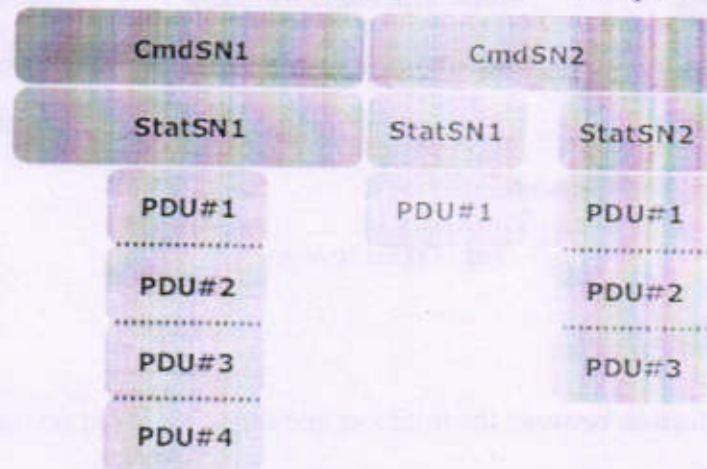 CmdSN1 CmdSN2
StatSN1 StatSN1 StatSN2
PDU#1 PDU#1 PDU#1
PDU#2 PDU#2
PDU#3 PDU#3
PDU#4